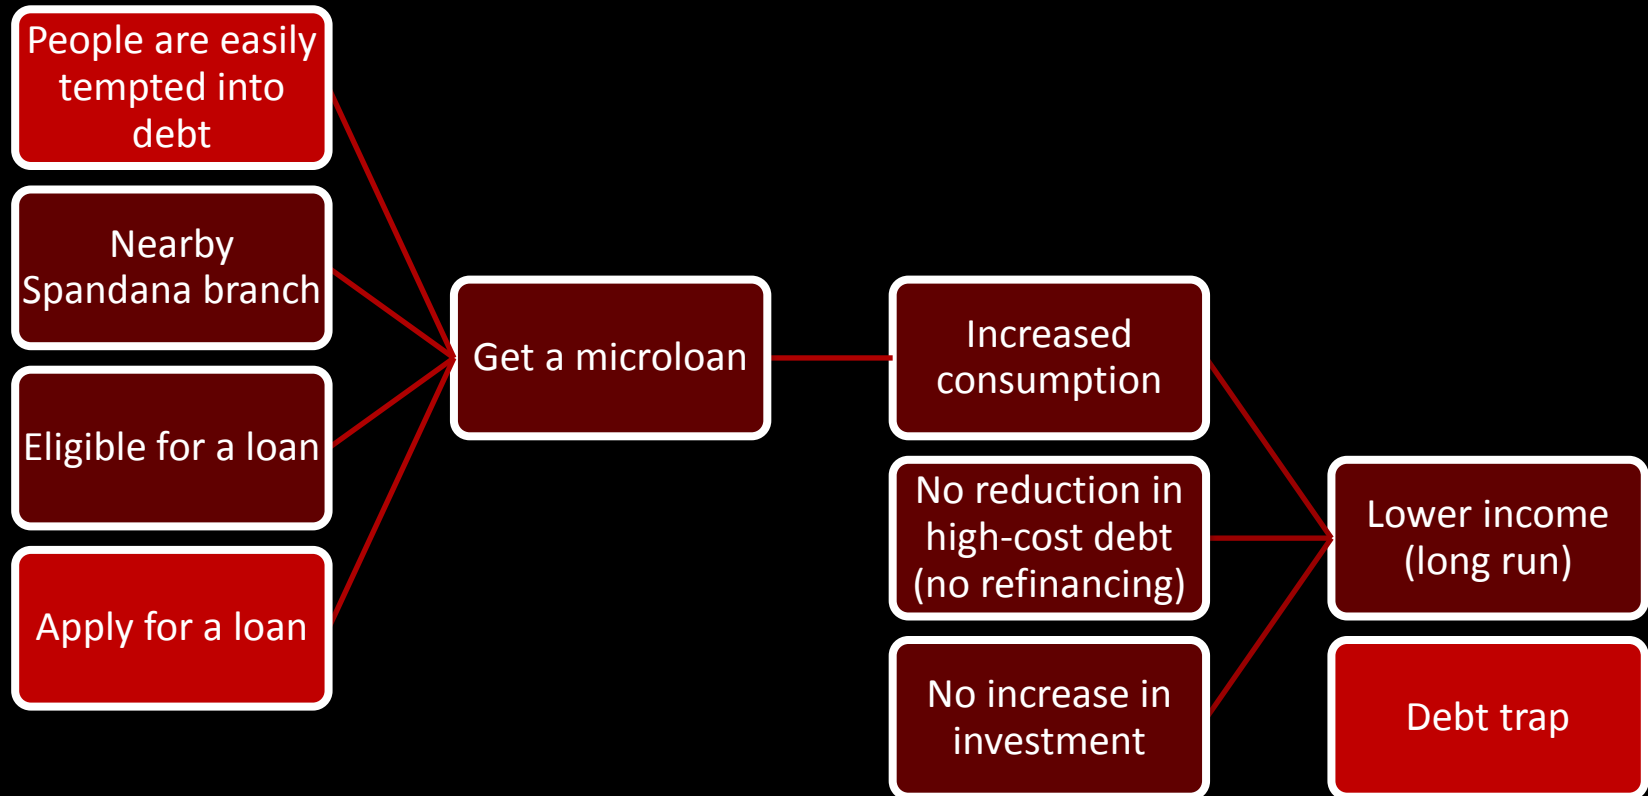 People are easily
tempted into
debt
Nearby
Spandana branch
Eligible for a loan
Apply for a loan
Get a microloan
Increased
consumption
No reduction in
high-cost debt
(no refinancing)
No increase in
investment
Lower income
(long run)
Debt trap